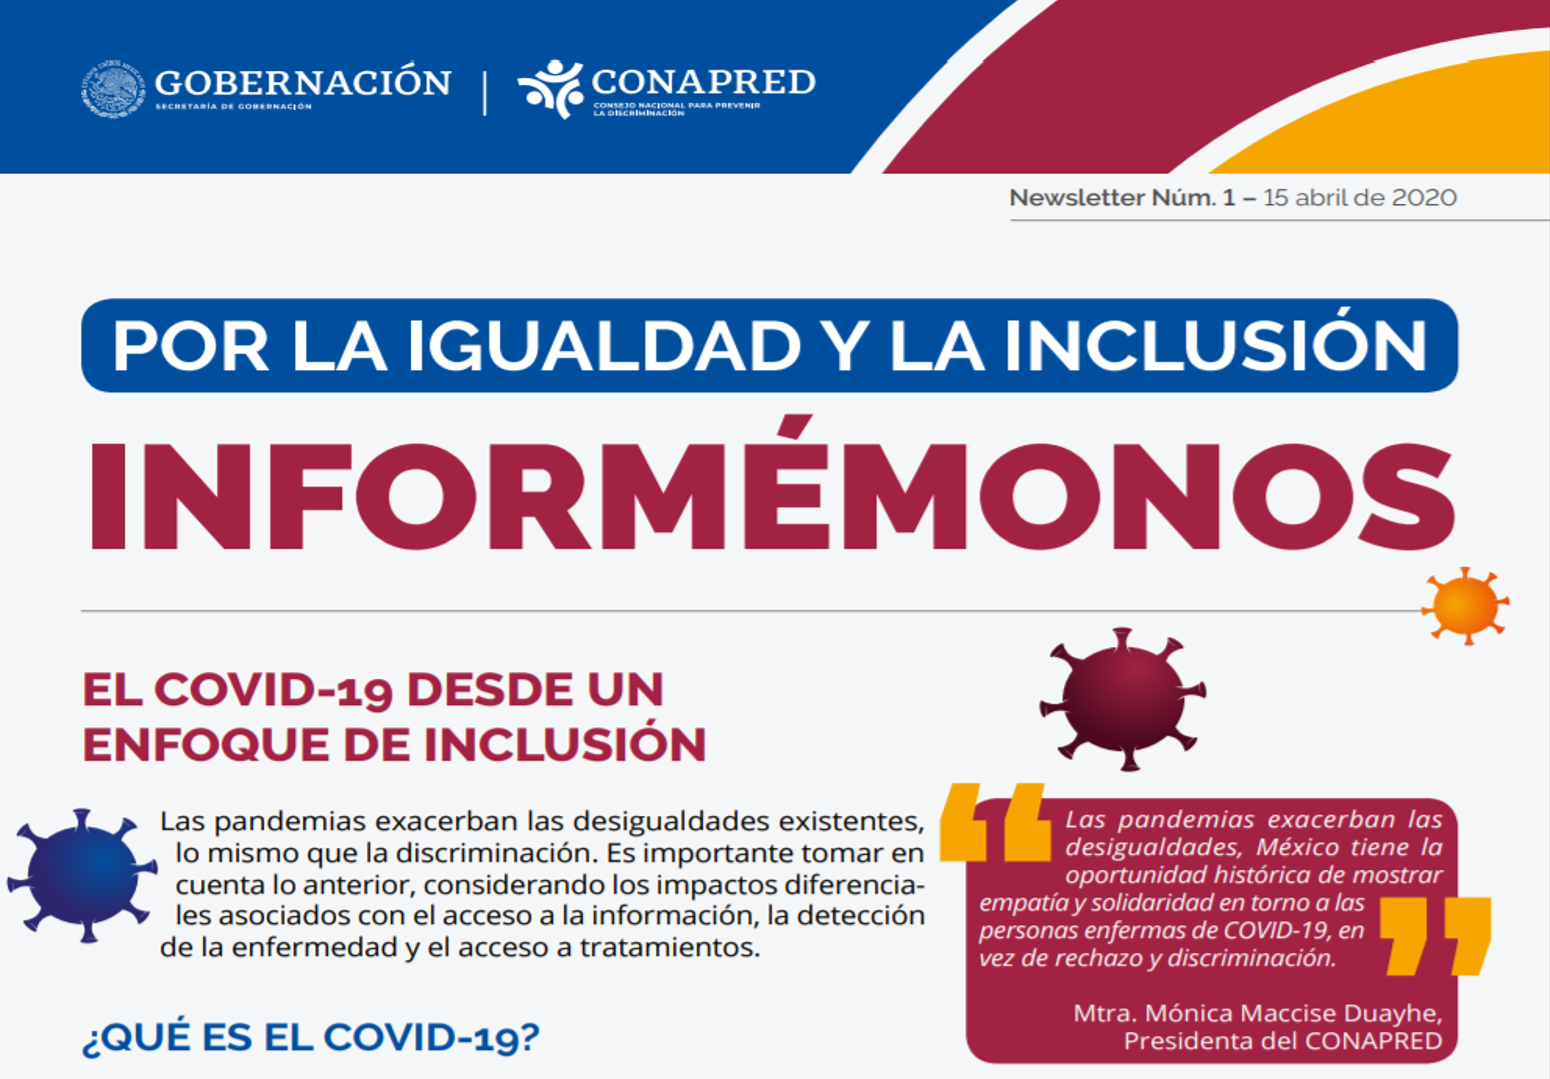 GOBERNACIÓN
SECRETARÍA DE GOBERNACIÓN
CONAPRED
CONSEJO NACIONAL PARA PREVENIR
LA DISCRIMINACIÓN
Newsletter Núm. 1 – 15 abril de 2020
POR LA IGUALDAD Y LA INCLUSIÓN
INFORMÉMONOS
EL COVID-19 DESDE UN
ENFOQUE DE INCLUSIÓN
Las pandemias exacerban las desigualdades existentes,
lo mismo que la discriminación. Es importante tomar en
cuenta lo anterior, considerando los impactos diferencia-
les asociados con el acceso a la información, la detección
de la enfermedad y el acceso a tratamientos.
“Las pandemias exacerban las
desigualdades, México tiene la
oportunidad histórica de mostrar
empatía y solidaridad en torno a las
personas enfermas de COVID-19, en
vez de rechazo y discriminación.”
Mtra. Mónica Maccise Duayhe,
Presidenta del CONAPRED
¿QUÉ ES EL COVID-19?